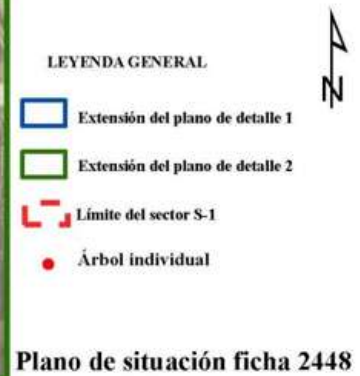 N
LEYENDA GENERAL
Extensión del plano de detalle 1
Extensión del plano de detalle 2
Límite del sector S-1
Árbol individual
Plano de situación ficha 2448